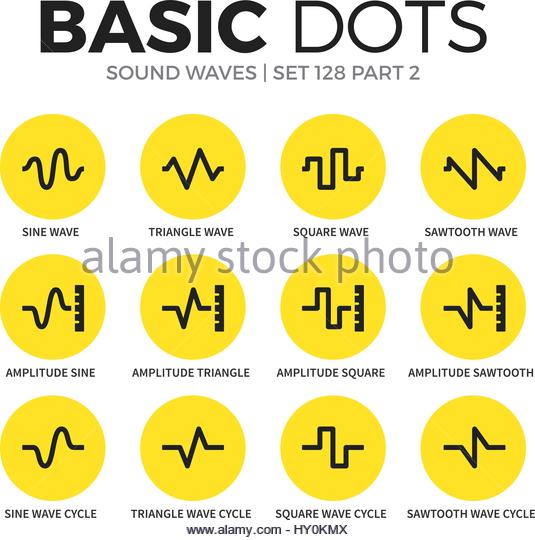 BASIC DOTS
SOUND WAVES | SET 128 PART 2
SINE WAVE TRIANGLE WAVE SQUARE WAVE SAWTOOTH WAVE
alamy stock photo
AMPLITUDE SINE AMPLITUDE TRIANGLE AMPLITUDE SQUARE AMPLITUDE SAWTOOTH
SINE WAVE CYCLE TRIANGLE WAVE CYCLE SQUARE WAVE CYCLE SAWTOOTH WAVE CYCLE
www.alamy.com - HY0KMX